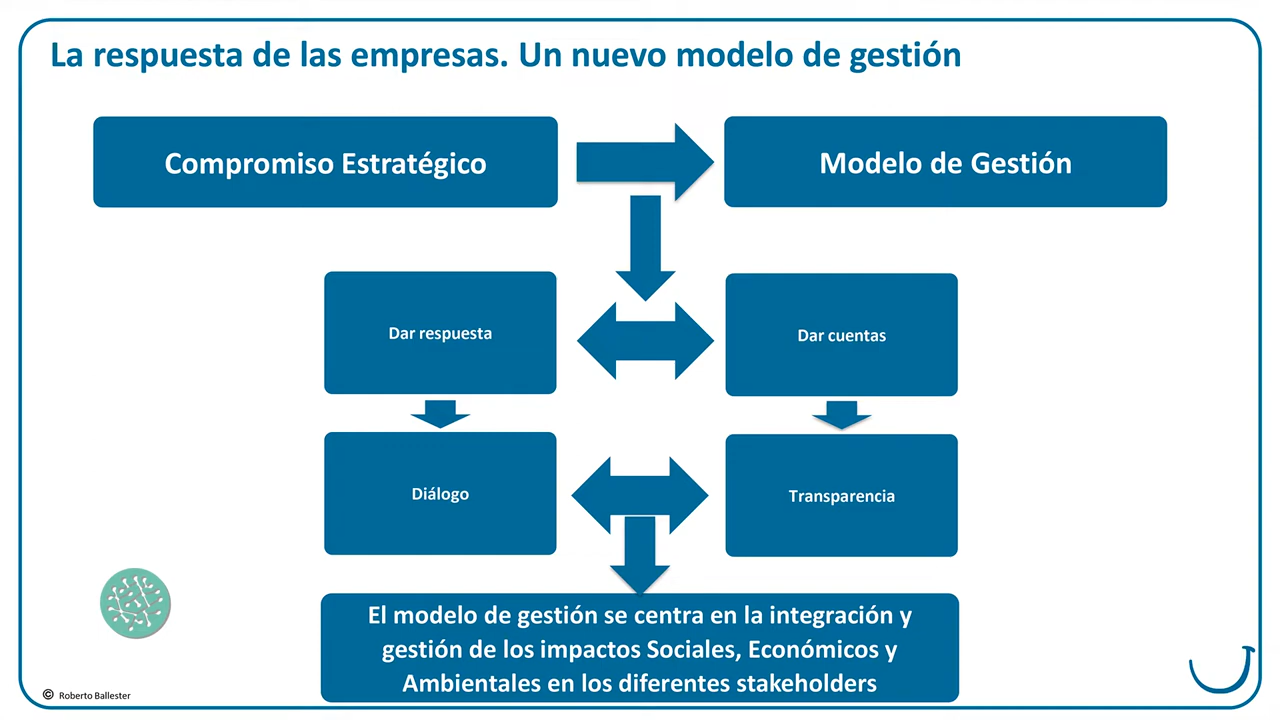 La respuesta de las empresas. Un nuevo modelo de gestión
Compromiso Estratégico
Modelo de Gestión
Dar respuesta
Dar cuentas
Diálogo
Transparencia
El modelo de gestión se centra en la integración y
gestión de los impactos Sociales, Económicos y
Ambientales en los diferentes stakeholders
© Roberto Ballester